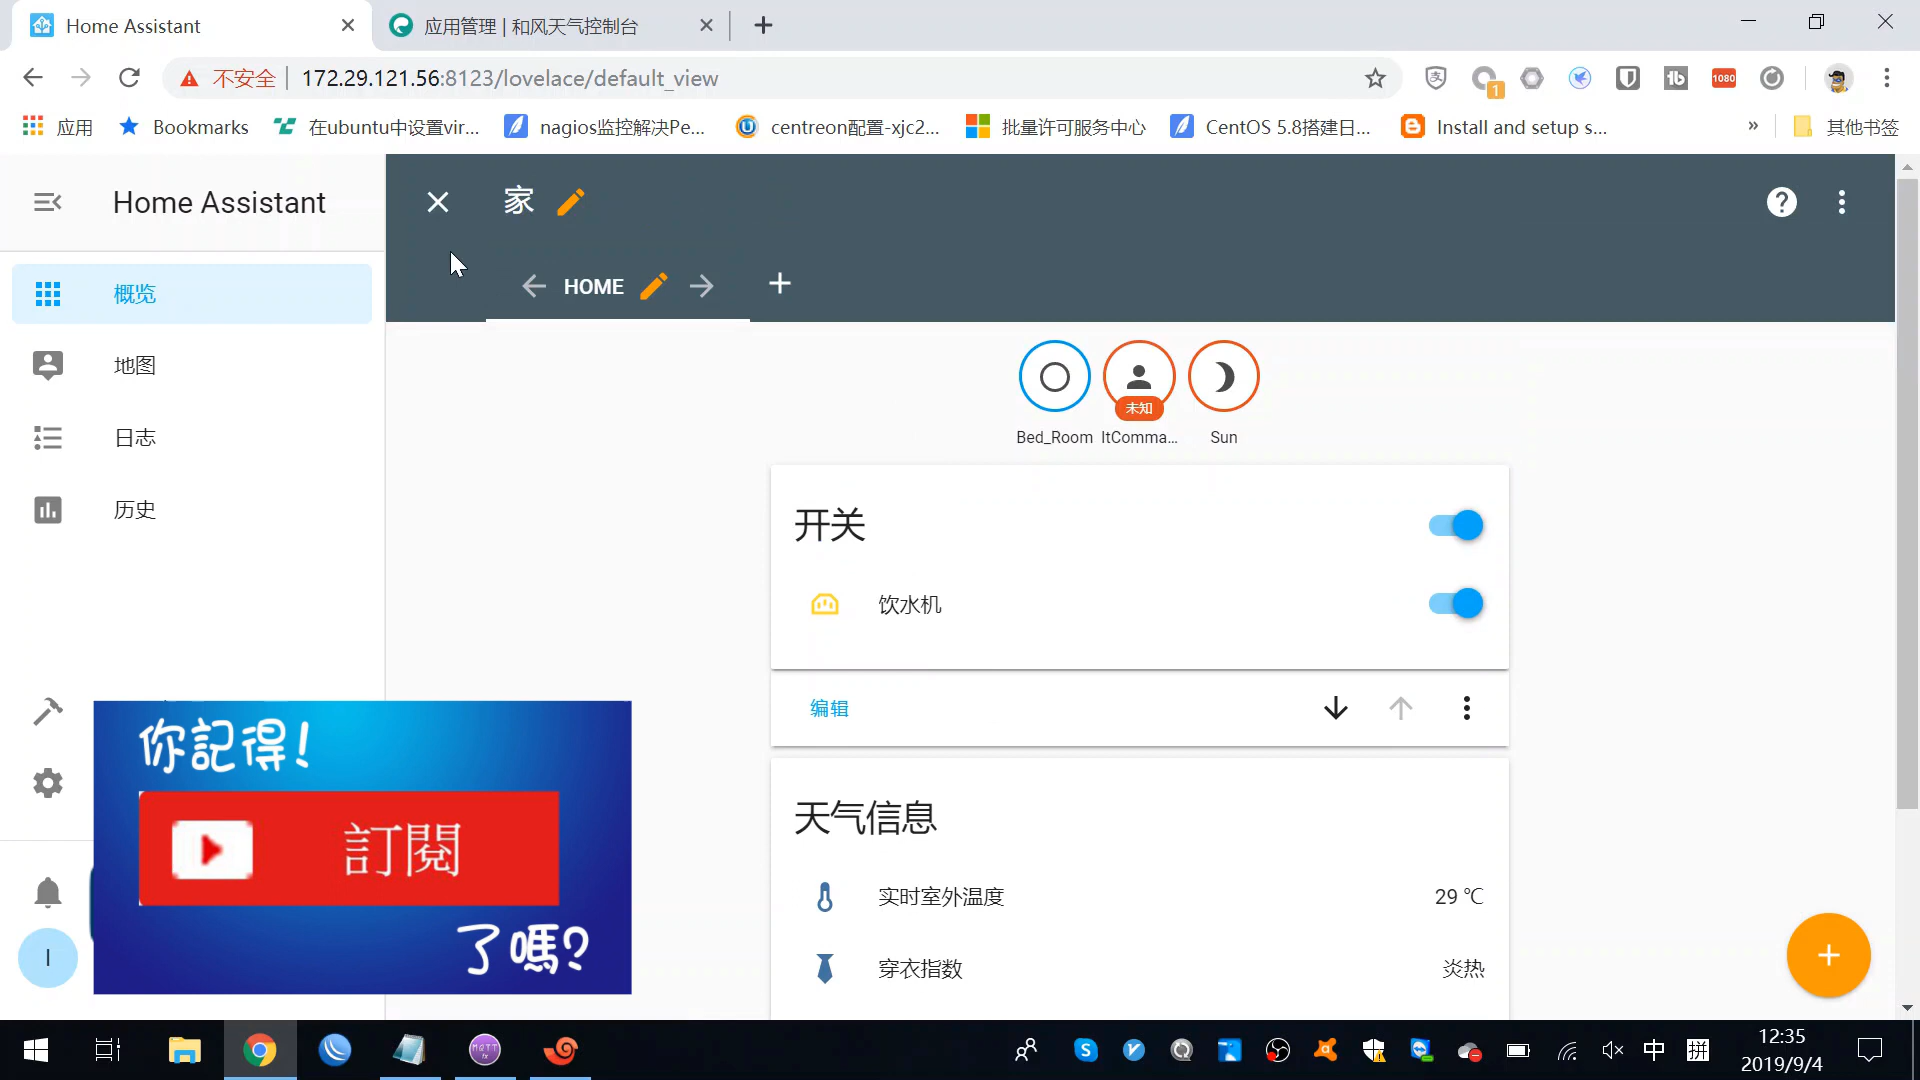 Home Assistant
应用管理 | 和风天气控制台
不安全
172.29.121.56:8123/lovelace/default_view
1
1080
应用
Bookmarks
在ubuntu中设置vir...
nagios监控解决Pe...
centreon配置-xjc2...
批量许可服务中心
CentOS 5.8搭建日...
Install and setup s...
»
其他书签
Home Assistant
家
HOME
概览
地图
日志
历史
未知
Bed_Room
ItComma...
Sun
开关
饮水机
编辑
天气信息
实时室外温度
29 ℃
穿衣指数
炎热
你記得!
訂閱
了嗎?
I
中
拼
12:35
2019/9/4